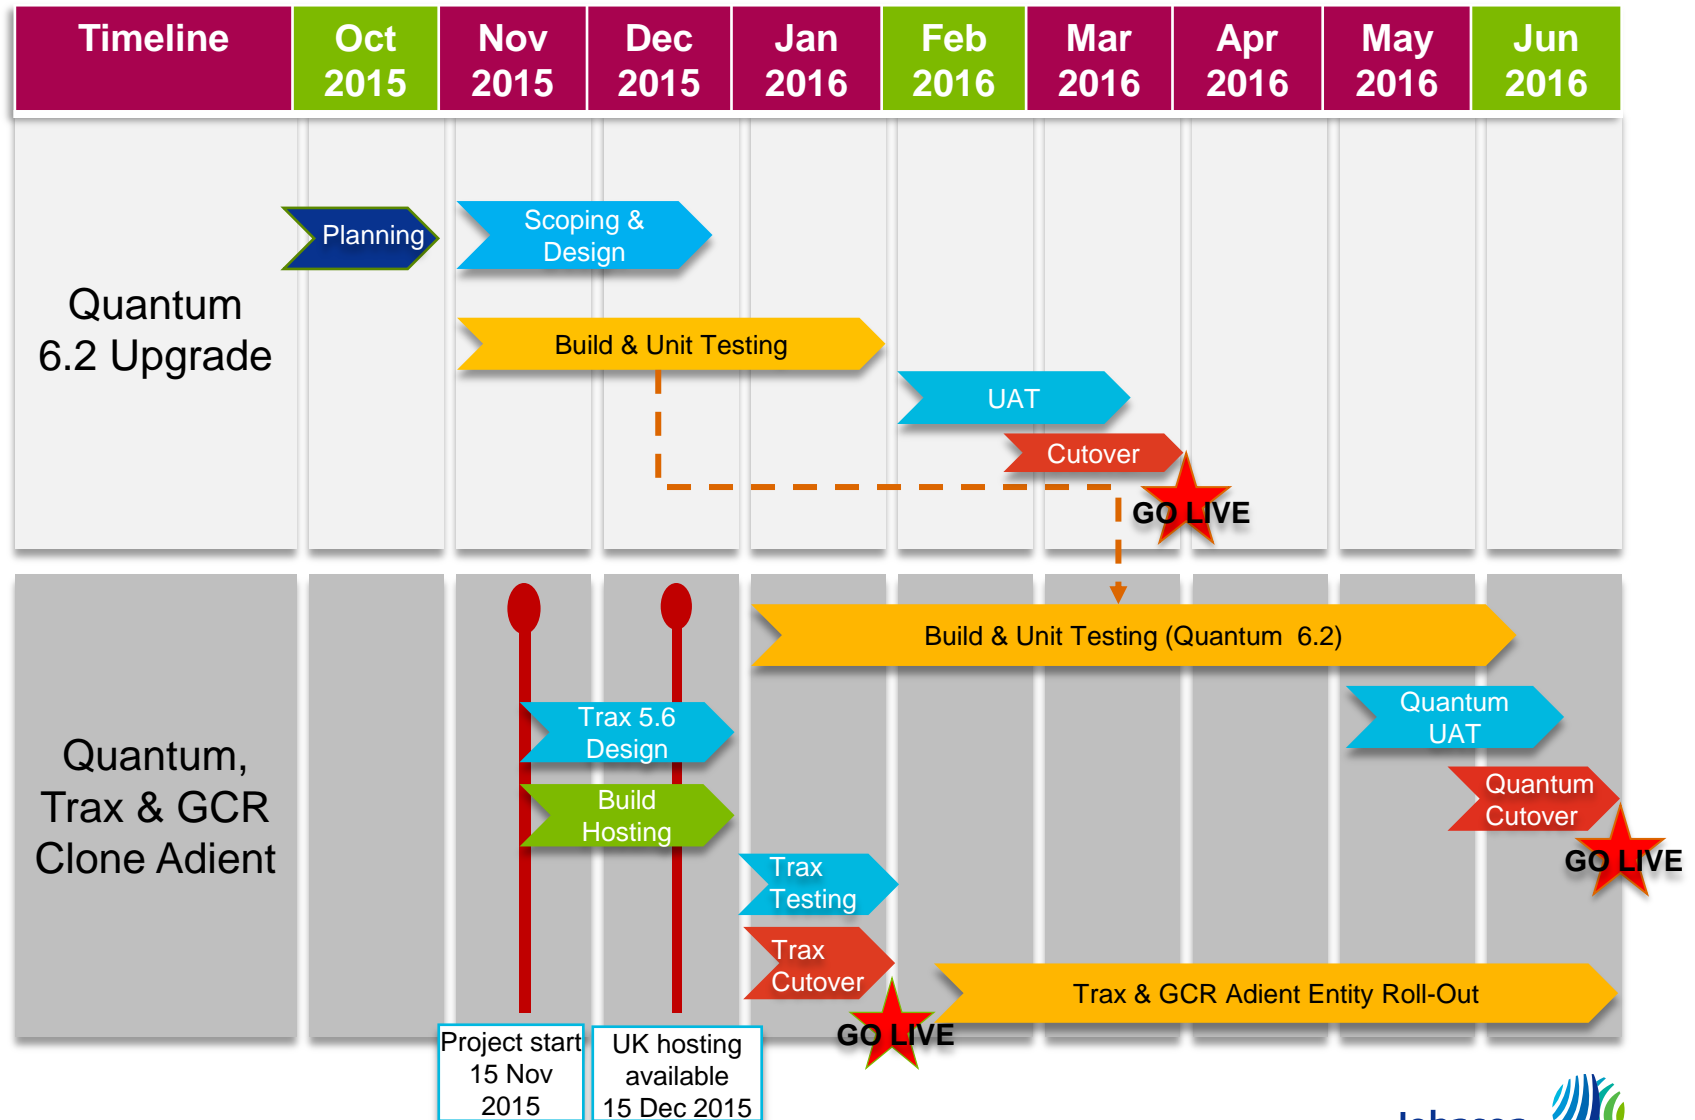 Timeline
Oct
2015
Nov
2015
Dec
2015
Jan
2016
Feb
2016
Mar
2016
Apr
2016
May
2016
Jun
2016
Quantum
6.2 Upgrade
Planning
Scoping &
Design
Build & Unit Testing
UAT
Cutover
GO LIVE
Quantum,
Trax & GCR
Clone Adient
Build & Unit Testing (Quantum 6.2)
Trax 5.6
Design
Quantum
UAT
Build
Hosting
Quantum
Cutover
GO LIVE
Trax
Testing
Trax
Cutover
Trax & GCR Adient Entity Roll-Out
GO LIVE
Project start
15 Nov
2015
UK hosting
available
15 Dec 2015